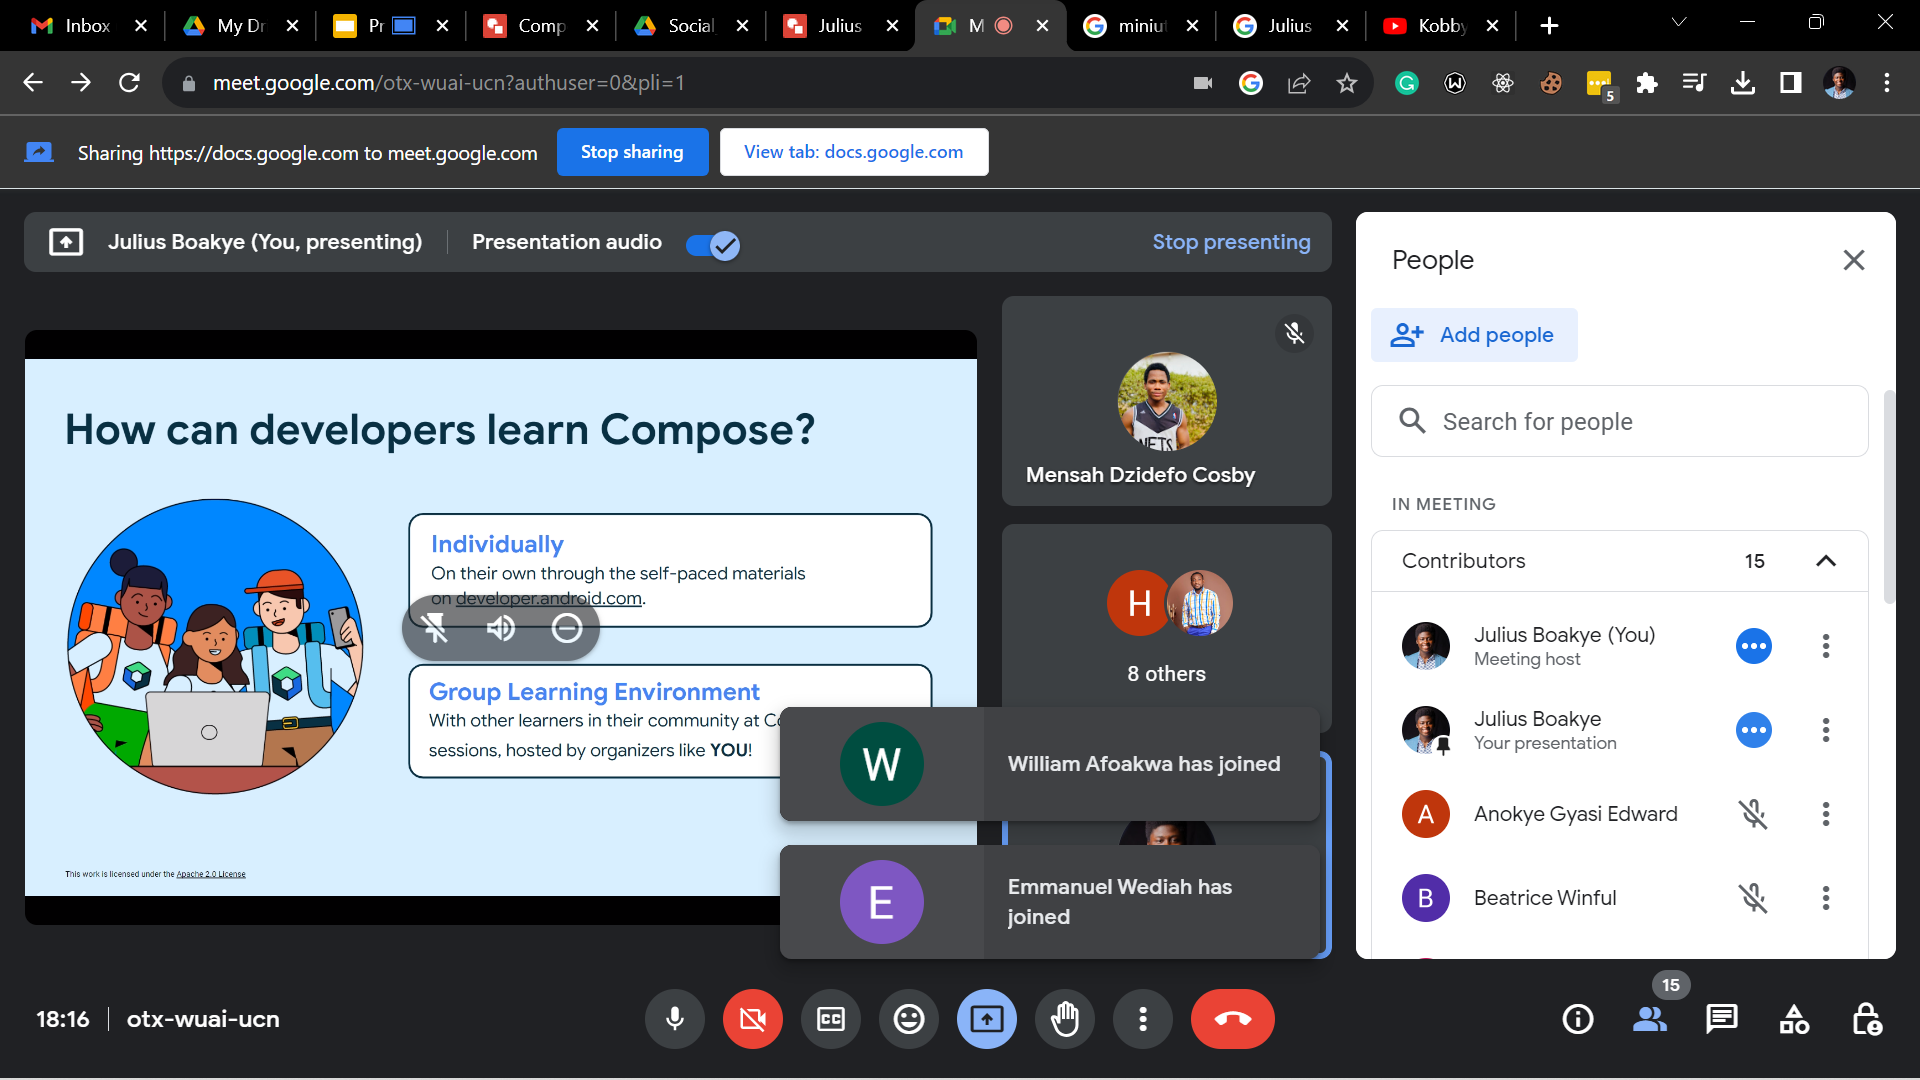 Inbox
My Dr
Pr
Comp
Social
Julius
M
miniut
Julius
Kobby
meet.google.com/otx-wuai-ucn?authuser=0&pli=1
5
Sharing https://docs.google.com to meet.google.com
Stop sharing
View tab: docs.google.com
Julius Boakye (You, presenting)
Presentation audio
Stop presenting
How can developers learn Compose?
Individually
On their own through the self-paced materials
on developer.android.com.
Group Learning Environment
With other learners in their community at Co
sessions, hosted by organizers like YOU!
This work is licensed under the Apache 2.0 License
NETS
Mensah Dzidefo Cosby
H
8 others
W
William Afoakwa has joined
E
Emmanuel Wediah has
joined
People
Add people
Search for people
IN MEETING
Contributors
15
Julius Boakye (You)
Meeting host
Julius Boakye
Your presentation
A
Anokye Gyasi Edward
B
Beatrice Winful
18:16
otx-wuai-ucn
CC
15